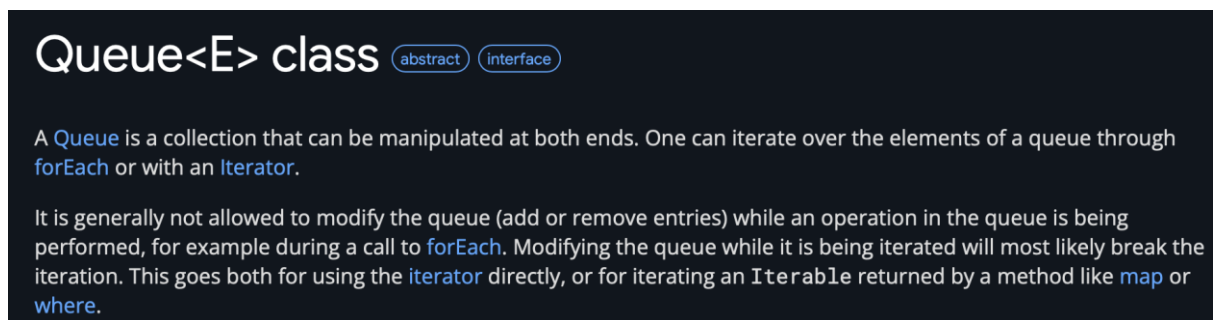 Queue<E> class abstract interface
A Queue is a collection that can be manipulated at both ends. One can iterate over the elements of a queue through
forEach or with an Iterator.
It is generally not allowed to modify the queue (add or remove entries) while an operation in the queue is being
performed, for example during a call to forEach. Modifying the queue while it is being iterated will most likely break the
iteration. This goes both for using the iterator directly, or for iterating an Iterable returned by a method like map or
where.